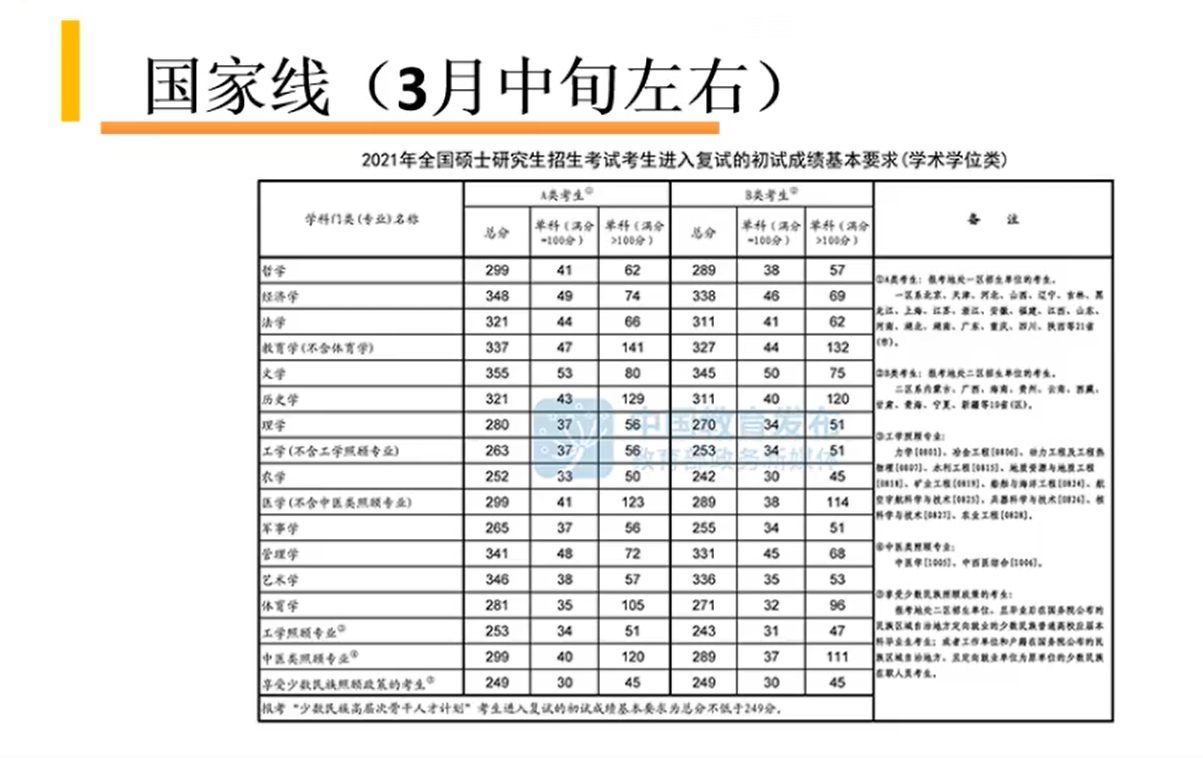 国家线（3月中旬左右）
2021年全国硕士研究生招生考试考生进入复试的初试成绩基本要求(学术学位类)
学科门类(专业)名称 A类考生① B类考生② 备 注
总分 单科（满分=100分） 单科（满分>100分） 总分 单科（满分=100分） 单科（满分>100分）
哲学 299 41 62 289 38 57
经济学 348 49 74 338 46 69
法学 321 44 66 311 41 62
教育学(不含体育学) 337 47 141 327 44 132
文学 355 53 80 345 50 75
历史学 321 43 129 311 40 120
理学 280 37 56 270 34 51
工学(不含工学照顾专业) 263 37 56 253 34 51
农学 252 33 50 242 30 45
医学(不含中医类照顾专业) 299 41 123 289 38 114
军事学 265 37 56 255 34 51
管理学 341 48 72 331 45 68
艺术学 346 38 57 336 35 53
体育学 281 35 105 271 32 96
工学照顾专业③ 253 34 51 243 31 47
中医类照顾专业④ 299 40 120 289 37 111
享受少数民族照顾政策的考生⑤ 249 30 45 249 30 45
报考“少数民族高层次骨干人才计划”考生进入复试的初试成绩基本要求为总分不低于249分。
①A类考生：报考地处一区招生单位的考生。
一区系北京、天津、河北、山西、辽宁、吉林、黑
龙江、上海、江苏、浙江、安徽、福建、江西、山东、
河南、湖北、湖南、广东、重庆、四川、陕西等21省
(市)。
②B类考生：报考地处二区招生单位的考生。
二区系内蒙古、广西、海南、贵州、云南、西藏、
甘肃、青海、宁夏、新疆等10省(区)。
③工学照顾专业：
力学[0801]、冶金工程[0806]、动力工程及工程热
物理[0807]、水利工程[0815]、地质资源与地质工程
[0818]、矿业工程[0819]、船舶与海洋工程[0824]、航
空宇航科学与技术[0825]、兵器科学与技术[0826]、核
科学与技术[0827]、农业工程[0828]。
④中医类照顾专业：
中医学[1005]、中西医结合[1006]。
⑤享受少数民族照顾政策的考生：
报考地处二区招生单位，且毕业后在国务院公布的
民族区域自治地方定向就业的少数民族普通高校应届本
科毕业生考生；或者工作单位和户籍在国务院公布的民
族区域自治地方，且定向就业单位为原单位的少数民族
在职人员考生。
中国教育发布
教育部政务新媒体